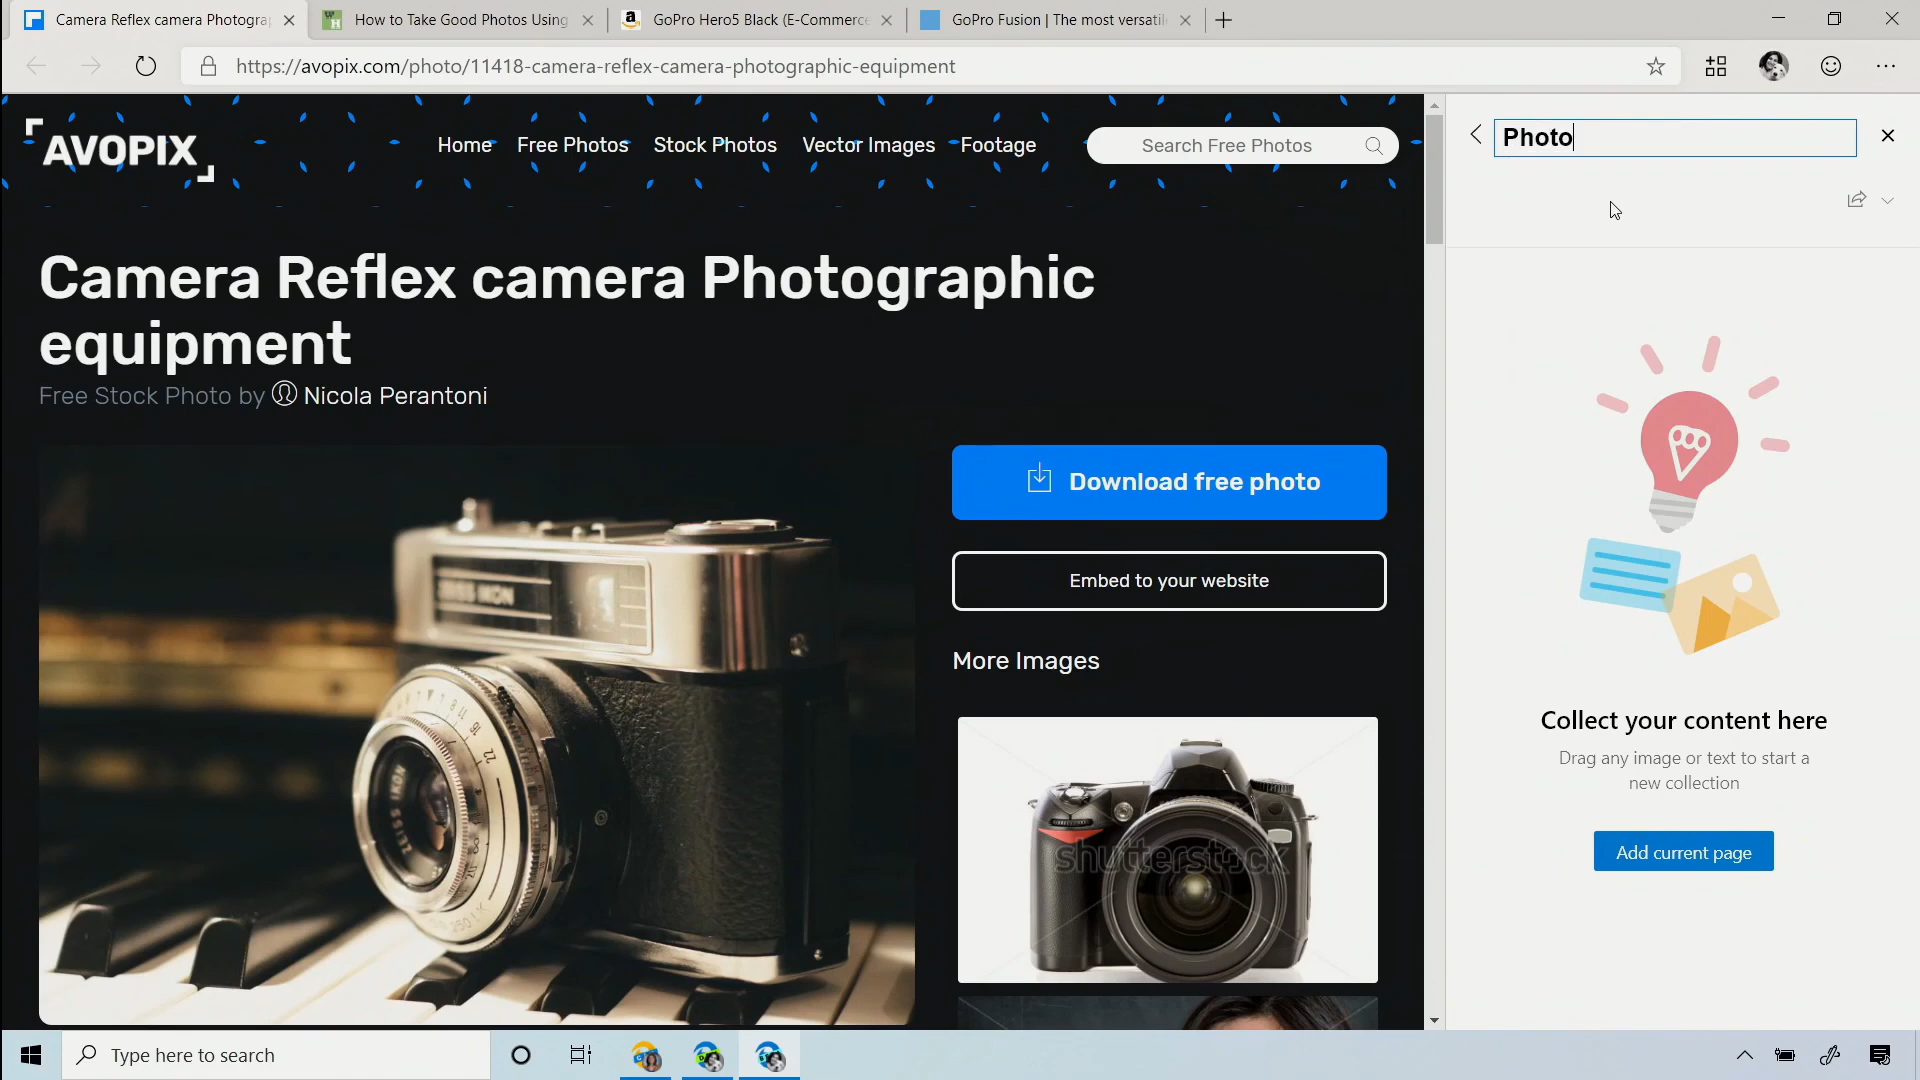 Camera Reflex camera Photogra
How to Take Good Photos Using
GoPro Hero5 Black (E-Commerce
GoPro Fusion | The most versatil
https://avopix.com/photo/11418-camera-reflex-camera-photographic-equipment
AVOPIX
Home
Free Photos
Stock Photos
Vector Images
Footage
Search Free Photos
Photo
Camera Reflex camera Photographic
equipment
Free Stock Photo by Nicola Perantoni
Download free photo
Embed to your website
More Images
shutterstock
Collect your content here
Drag any image or text to start a
new collection
Add current page
Type here to search